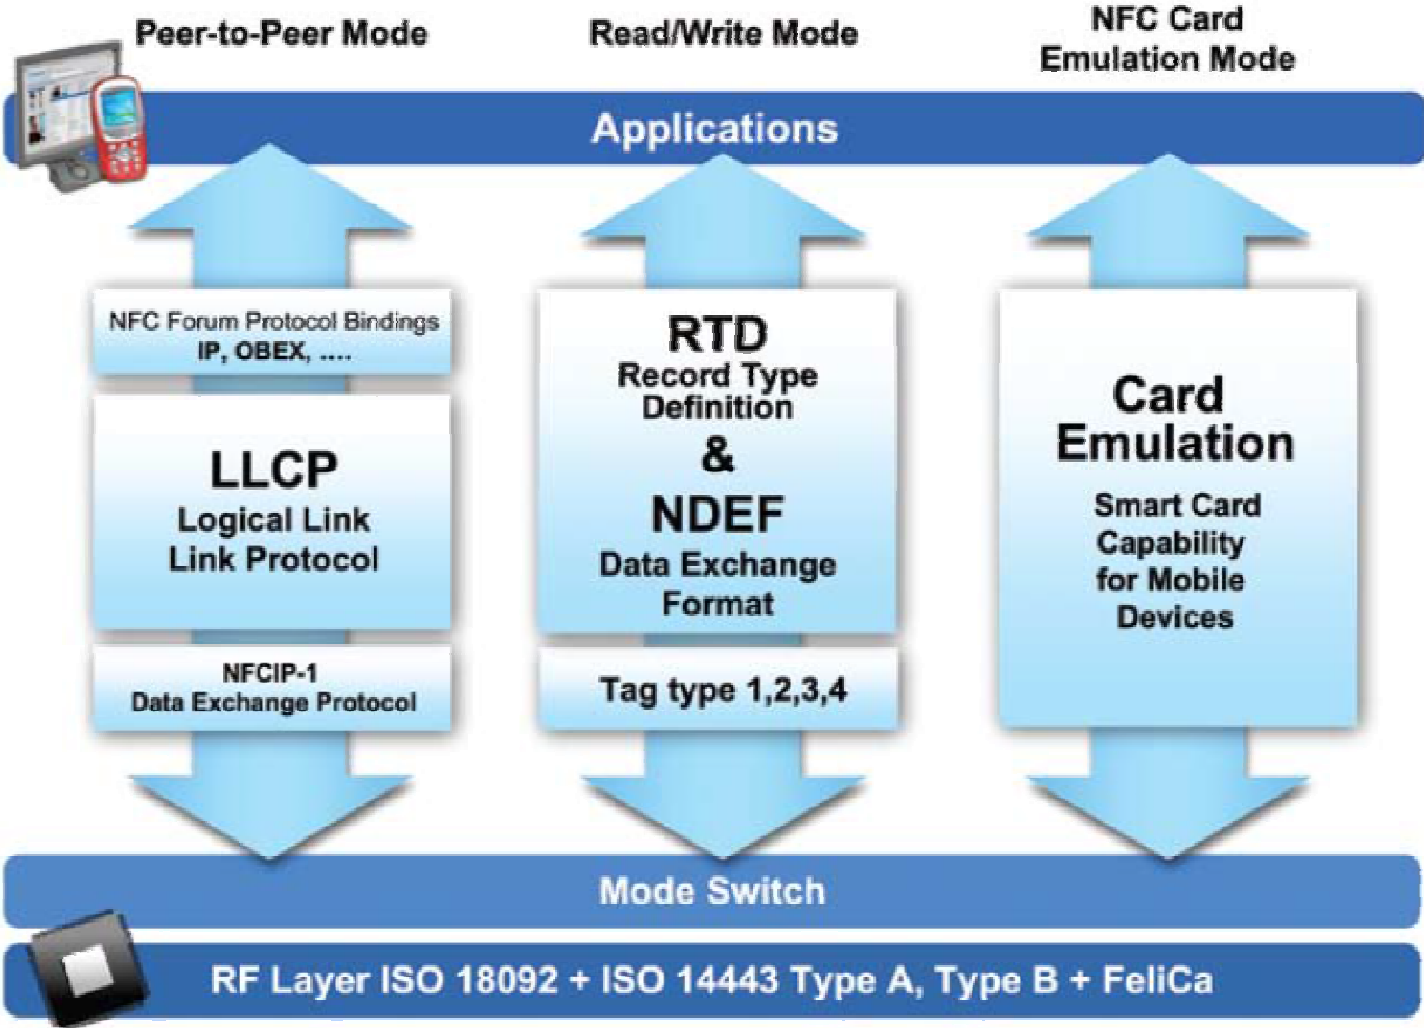 Peer-to-Peer Mode
Read/Write Mode
NFC Card
Emulation Mode
Applications
NFC Forum Protocol Bindings
IP, OBEX, ....
LLCP
Logical Link
Link Protocol
NFCIP-1
Data Exchange Protocol
RTD
Record Type
Definition
&
NDEF
Data Exchange
Format
Tag type 1,2,3,4
Card
Emulation
Smart Card
Capability
for Mobile
Devices
Mode Switch
RF Layer ISO 18092 + ISO 14443 Type A, Type B + FeliCa